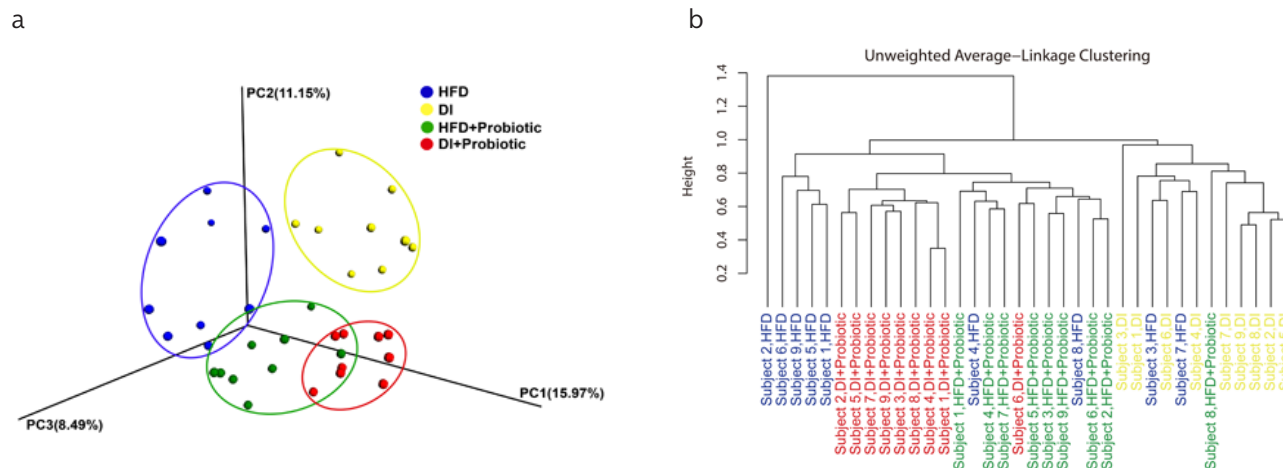 a
PC2(11.15%)
HFD
DI
HFD+Probiotic
DI+Probiotic
PC1(15.97%)
PC3(8.49%)
b
Unweighted Average-Linkage Clustering
Height
1.4
1.2
1.0
0.8
0.6
0.4
0.2
Subject 2,HFD
Subject 6,HFD
Subject 9,HFD
Subject 5,HFD
Subject 1,HFD
Subject 2,DI+Probiotic
Subject 5,DI+Probiotic
Subject 7,DI+Probiotic
Subject 9,DI+Probiotic
Subject 3,DI+Probiotic
Subject 8,DI+Probiotic
Subject 4,DI+Probiotic
Subject 1,DI+Probiotic
Subject 1,HFD+Probiotic
Subject 4,HFD
Subject 4,HFD+Probiotic
Subject 7,HFD+Probiotic
Subject 6,DI+Probiotic
Subject 5,HFD+Probiotic
Subject 3,HFD+Probiotic
Subject 9,HFD+Probiotic
Subject 8,HFD
Subject 6,HFD+Probiotic
Subject 2,HFD+Probiotic
Subject 3,DI
Subject 1,DI
Subject 3,HFD
Subject 6,DI
Subject 7,HFD
Subject 4,DI
Subject 8,HFD+Probiotic
Subject 7,DI
Subject 9,DI
Subject 8,DI
Subject 2,DI